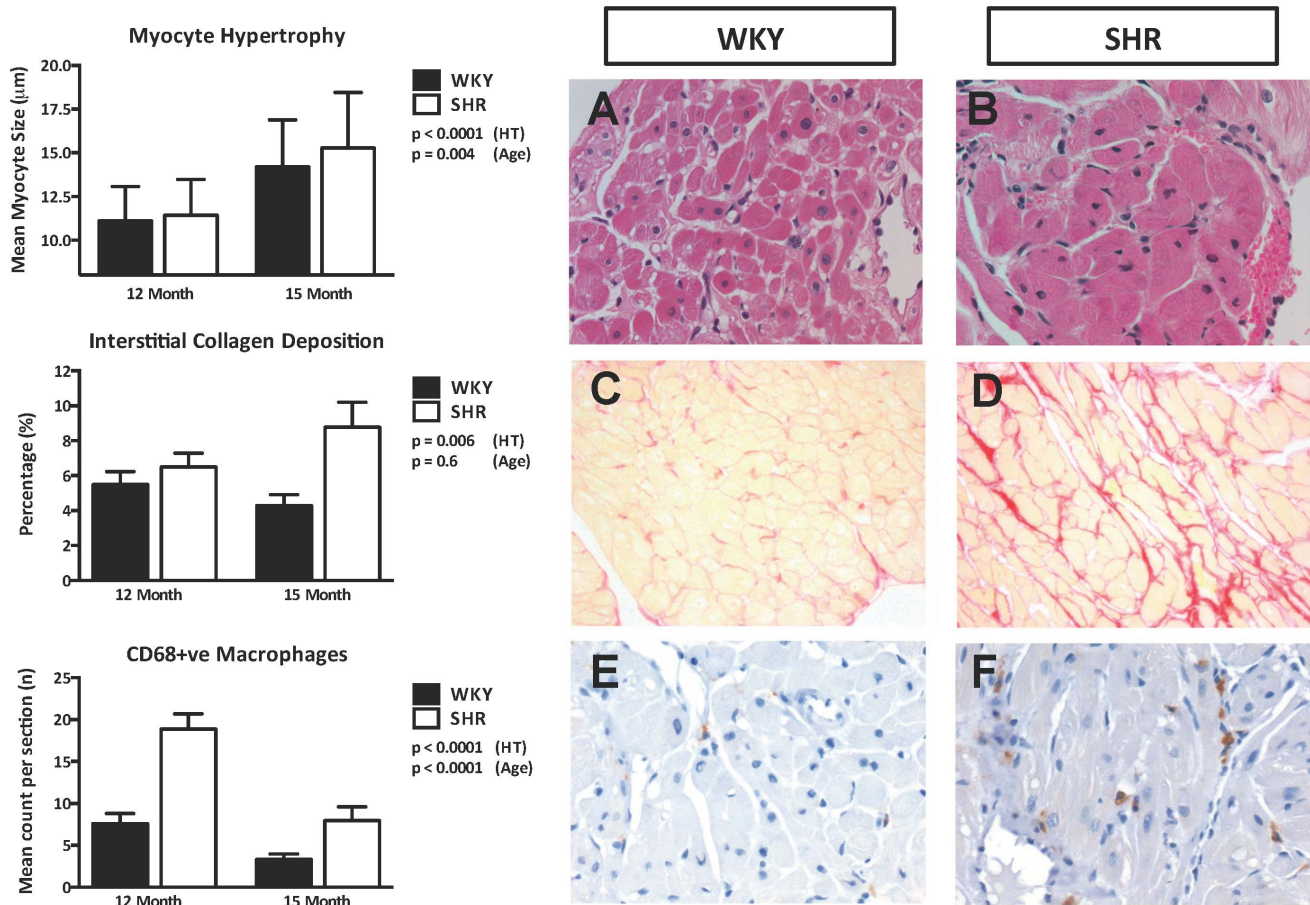 Myocyte Hypertrophy
Mean Myocyte Size (μm)
20.0
17.5
15.0
12.5
10.0
12 Month
15 Month
WKY
SHR
p < 0.0001 (HT)
p = 0.004 (Age)
Interstitial Collagen Deposition
Percentage (%)
12
10
8
6
4
2
0
12 Month
15 Month
WKY
SHR
p = 0.006 (HT)
p = 0.6 (Age)
CD68+ve Macrophages
Mean count per section (n)
25
20
15
10
5
0
12 Month
15 Month
WKY
SHR
p < 0.0001 (HT)
p < 0.0001 (Age)
WKY
SHR
A
B
C
D
E
F